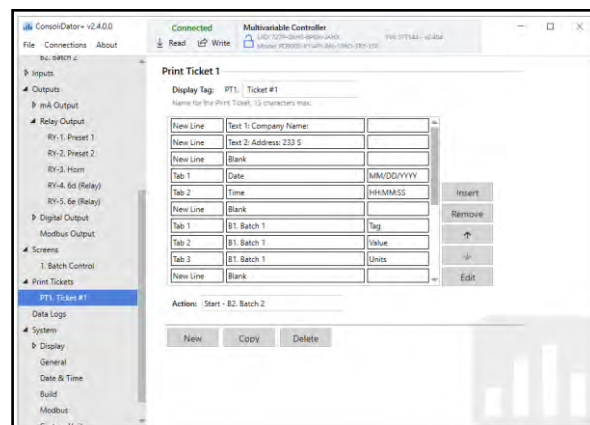 ConsoliDator+ v2.4.0.0
File Connections About
Connected
Read Write
Multivariable Controller
B2. Batch 2
Inputs
Outputs
mA Output
Relay Output
RY-1. Preset 1
RY-2. Preset 2
RY-3. Horn
RY-4. 6d (Relay)
RY-5. 6e (Relay)
Digital Output
Modbus Output
Screens
1. Batch Control
Print Tickets
PT1. Ticket #1
Data Logs
System
Display
General
Date & Time
Build
Modbus
Print Ticket 1
Display Tag: PT1. Ticket #1
Name for the Print Ticket, 15 characters max.
New Line Text 1: Company Name:
New Line Text 2: Address: 233 S
New Line Blank
Tab 1 Date MM/DD/YYYY
Tab 2 Time HH:MM:SS
New Line Blank
Tab 1 B1. Batch 1 Tag
Tab 2 B1. Batch 1 Value
Tab 3 B1. Batch 1 Units
New Line Blank
Insert
Remove
Edit
Action: Start - B2. Batch 2
New Copy Delete